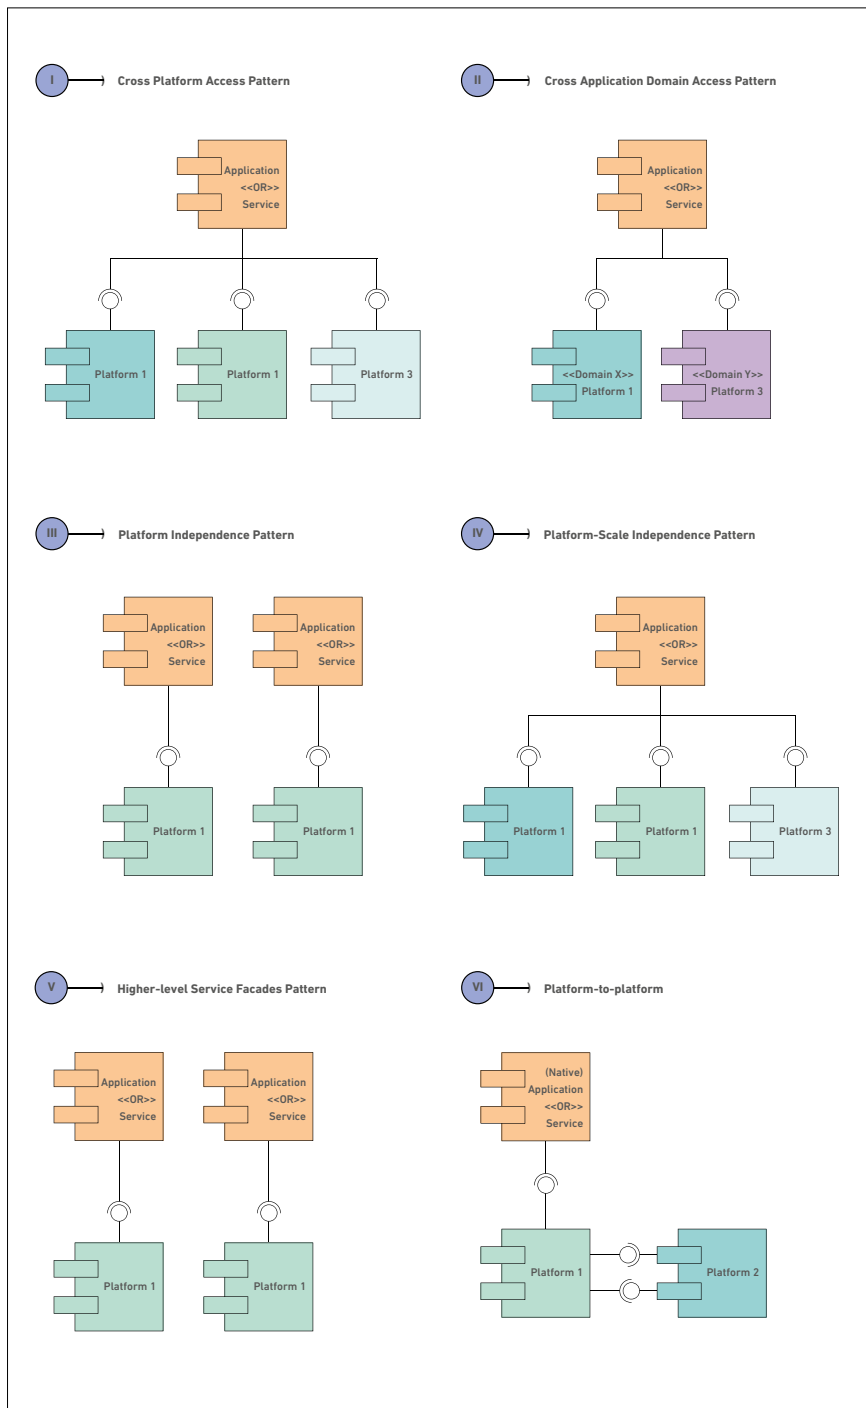 I
Cross Platform Access Pattern
Application
<<OR>>
Service
Platform 1
Platform 1
Platform 3
II
Cross Application Domain Access Pattern
Application
<<OR>>
Service
<<Domain X>>
Platform 1
<<Domain Y>>
Platform 3
III
Platform Independence Pattern
Application
<<OR>>
Service
Application
<<OR>>
Service
Platform 1
Platform 1
IV
Platform-Scale Independence Pattern
Application
<<OR>>
Service
Platform 1
Platform 1
Platform 3
V
Higher-level Service Facades Pattern
Application
<<OR>>
Service
Application
<<OR>>
Service
Platform 1
Platform 1
VI
Platform-to-platform
(Native)
Application
<<OR>>
Service
Platform 1
Platform 2